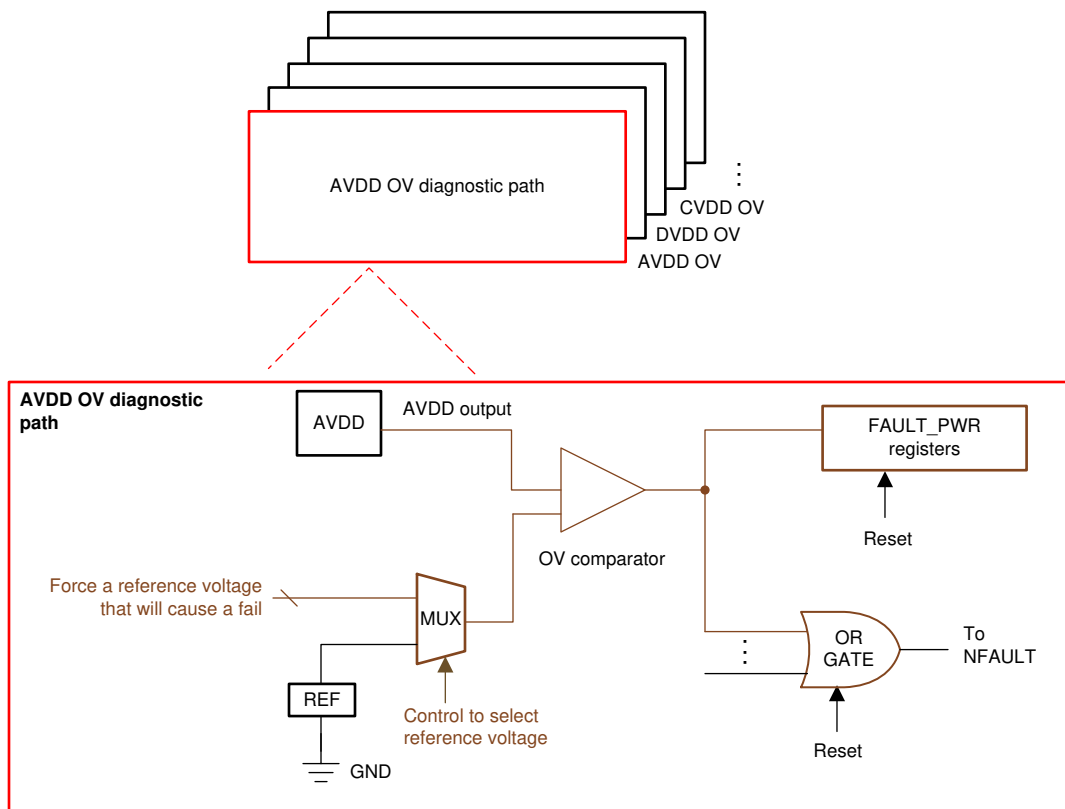 AVDD OV diagnostic path
⋮
CVDD OV
DVDD OV
AVDD OV
AVDD OV diagnostic
path
AVDD
AVDD output
FAULT_PWR
registers
Reset
OV comparator
Force a reference voltage
that will cause a fail
MUX
REF
Control to select
reference voltage
GND
⋮
OR
GATE
To
NFAULT
Reset